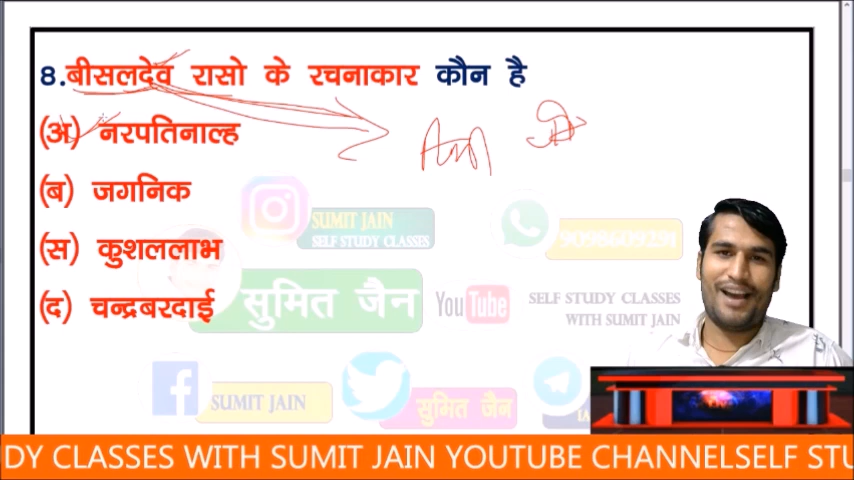 8.बीसलदेव रासो के रचनाकार कौन है
(अ) नरपतिनाल्ह
(ब) जगनिक
(स) कुशललाभ
(द) चन्द्रबरदाई
SUMIT JAIN
SELF STUDY CLASSES
9098609291
सुमित जैन
YouTube
SELF STUDY CLASSES
WITH SUMIT JAIN
SUMIT JAIN
सुमित जैन
DY CLASSES WITH SUMIT JAIN YOUTUBE CHANNELSELF STU